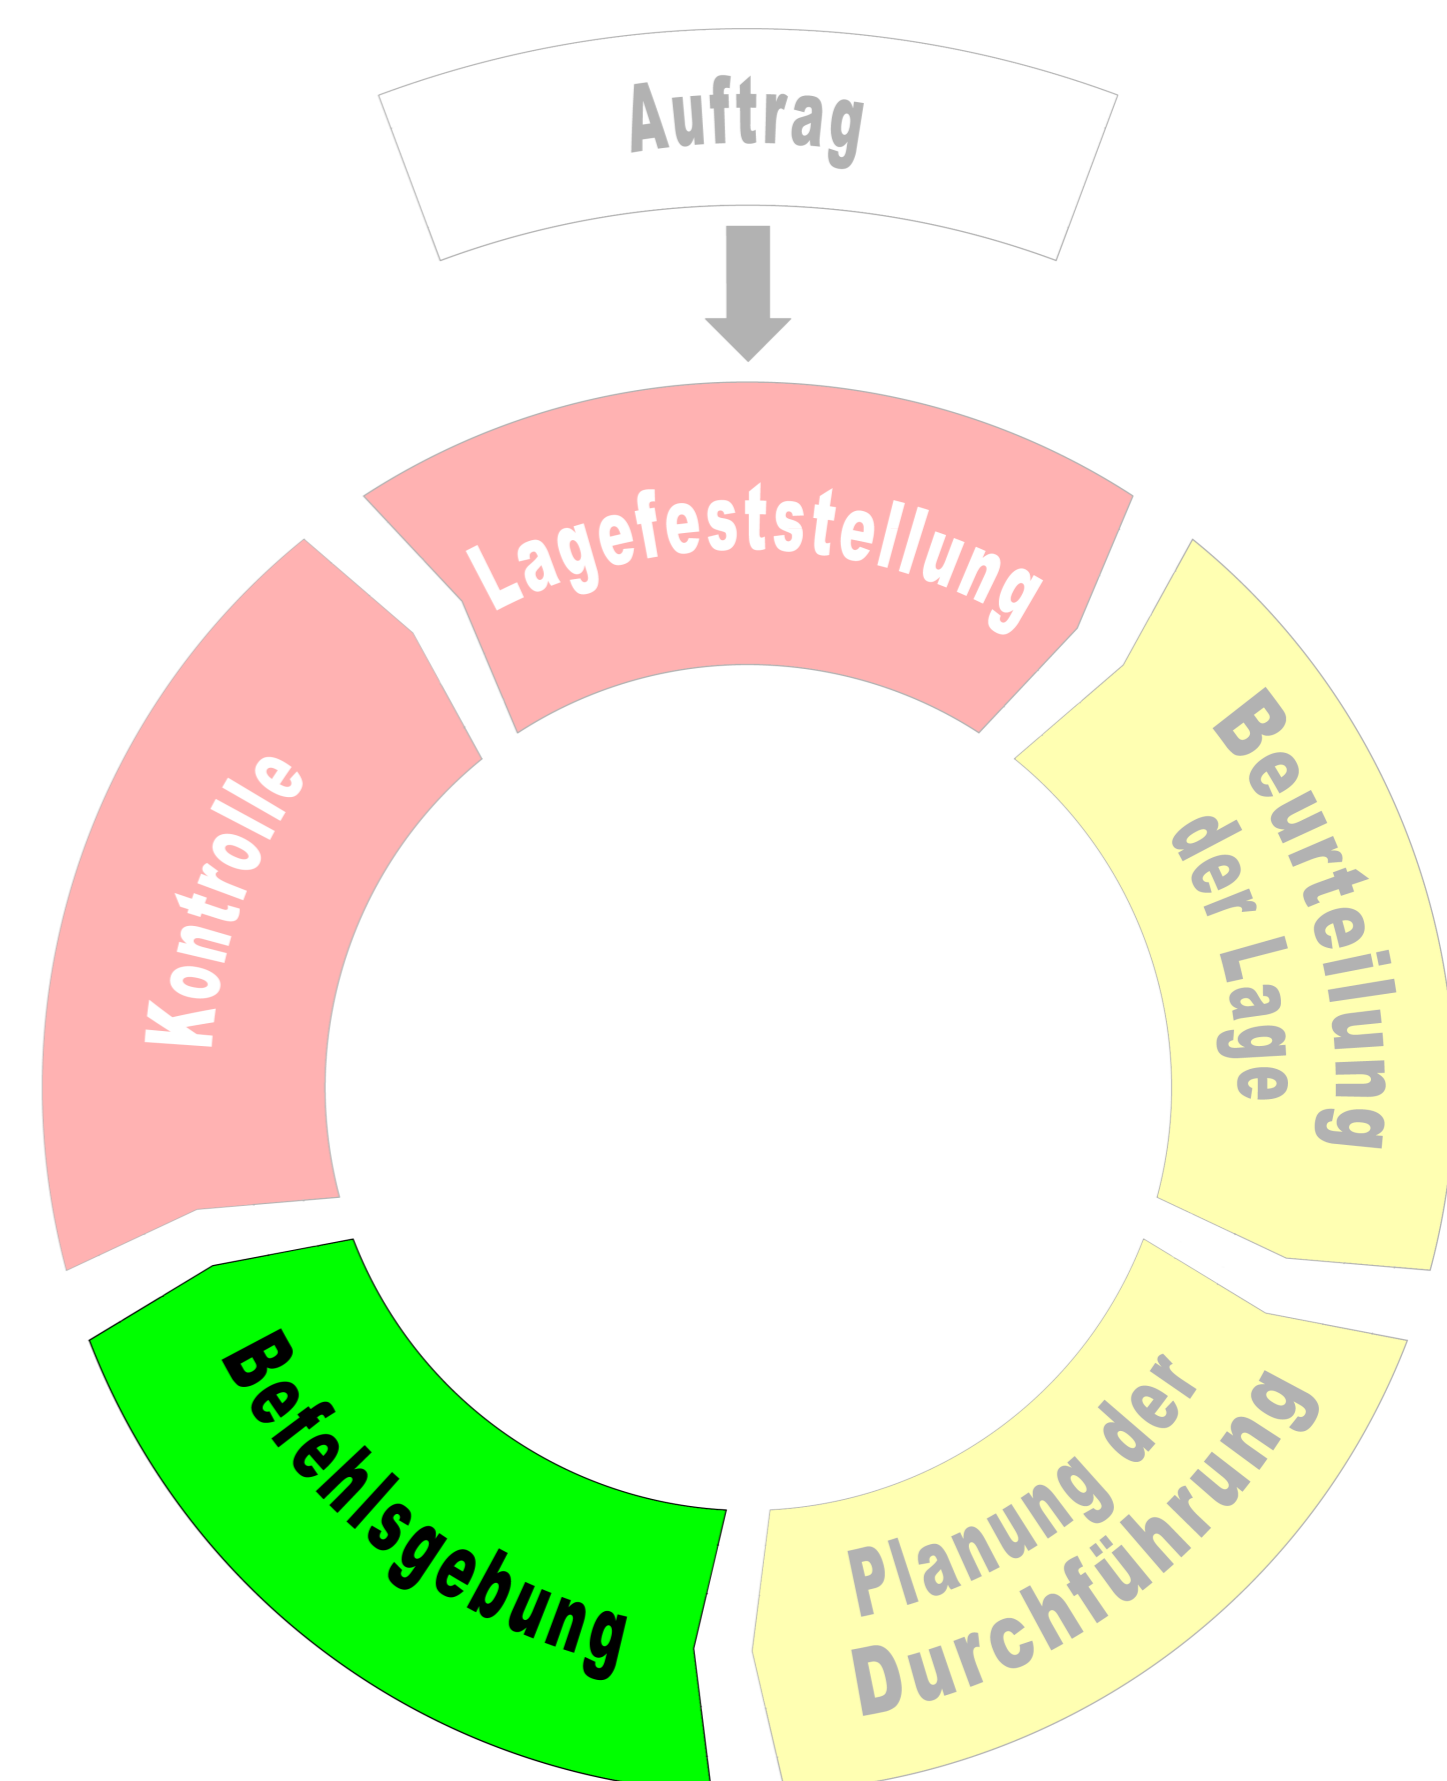 Auftrag
Lagefeststellung
Beurteilung
der Lage
Planung der
Durchführung
Befehlsgebung
Kontrolle